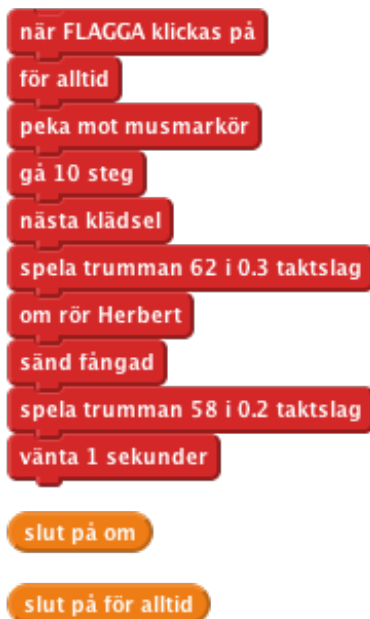 när FLAGGA klickas på
för alltid
peka mot musmarkör
gå 10 steg
nästa klädsel
spela trumman 62 i 0.3 taktslag
om rör Herbert
sänd fångad
spela trumman 58 i 0.2 taktslag
vänta 1 sekunder
slut på om
slut på för alltid